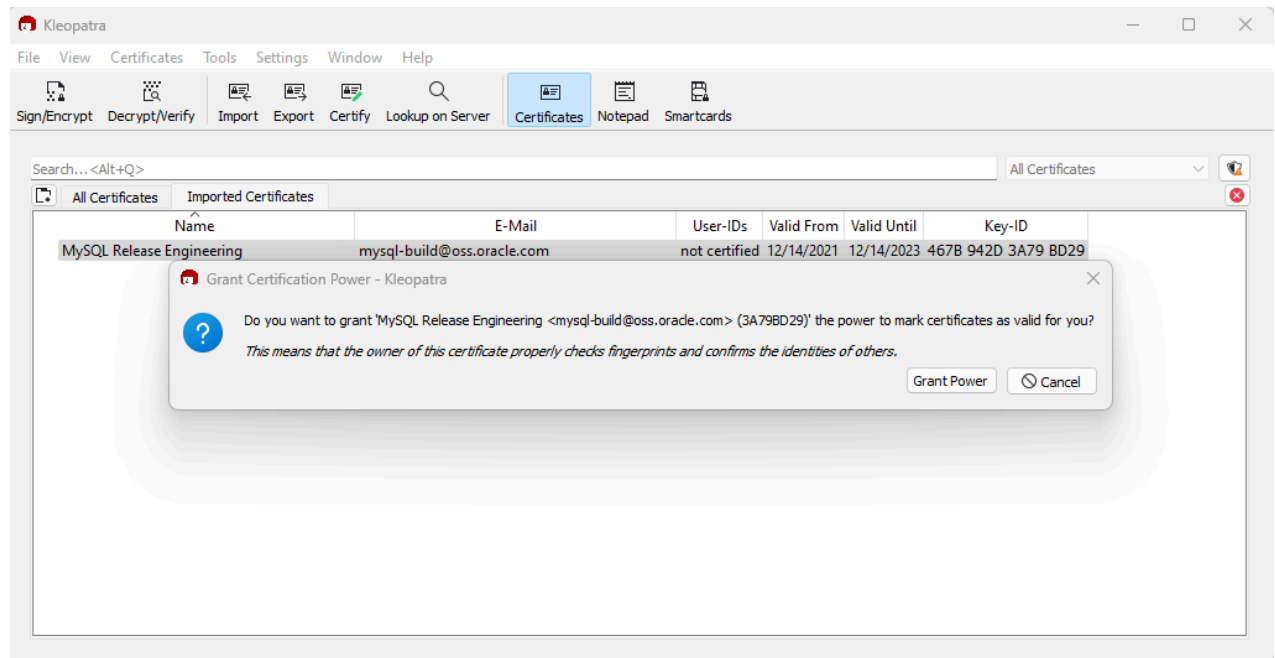 Kleopatra
File View Certificates Tools Settings Window Help
Sign/Encrypt Decrypt/Verify Import Export Certify Lookup on Server Certificates Notepad Smartcards
Search...<Alt+Q> All Certificates
All Certificates Imported Certificates
Name E-Mail User-IDs Valid From Valid Until Key-ID
MySQL Release Engineering mysql-build@oss.oracle.com not certified 12/14/2021 12/14/2023 467B 942D 3A79 BD29
Grant Certification Power - Kleopatra
Do you want to grant 'MySQL Release Engineering <mysql-build@oss.oracle.com> (3A79BD29)' the power to mark certificates as valid for you?
This means that the owner of this certificate properly checks fingerprints and confirms the identities of others.
Grant Power Cancel